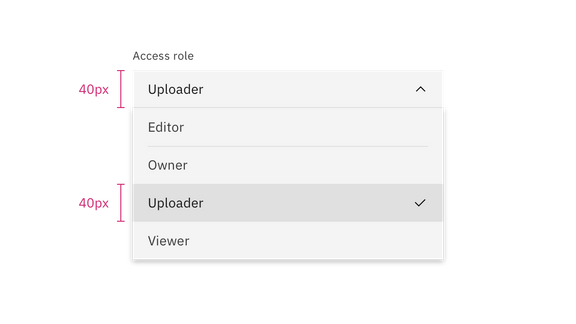 Access role
40px
Uploader
Editor
Owner
40px
Uploader
Viewer